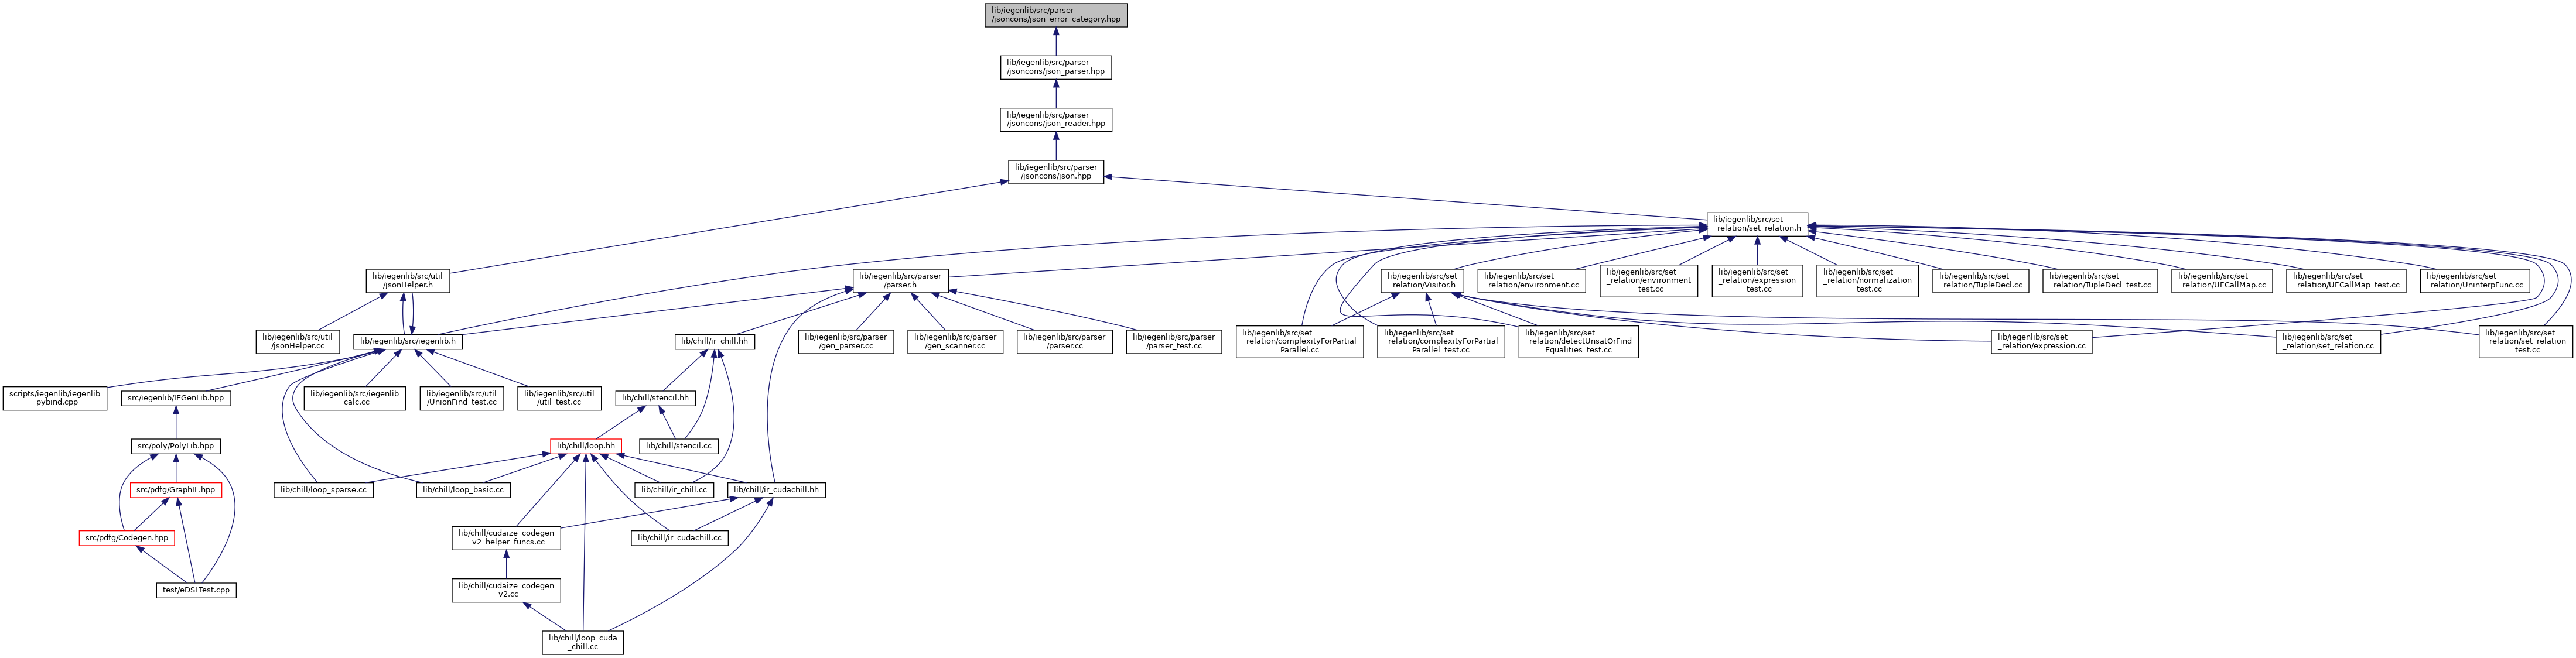 lib/iegenlib/src/parser
/jsoncons/json_error_category.hpp
lib/iegenlib/src/parser
/jsoncons/json_parser.hpp
lib/iegenlib/src/parser
/jsoncons/json_reader.hpp
lib/iegenlib/src/parser
/jsoncons/json.hpp
lib/iegenlib/src/set
_relation/set_relation.h
lib/iegenlib/src/util
/jsonHelper.h
lib/iegenlib/src/parser
/parser.h
lib/iegenlib/src/set
_relation/Visitor.h
lib/iegenlib/src/set
_relation/environment.cc
lib/iegenlib/src/set
_relation/environment
_test.cc
lib/iegenlib/src/set
_relation/expression
_test.cc
lib/iegenlib/src/set
_relation/normalization
_test.cc
lib/iegenlib/src/set
_relation/TupleDecl.cc
lib/iegenlib/src/set
_relation/TupleDecl_test.cc
lib/iegenlib/src/set
_relation/UFCallMap.cc
lib/iegenlib/src/set
_relation/UFCallMap_test.cc
lib/iegenlib/src/set
_relation/UninterpFunc.cc
lib/iegenlib/src/util
/jsonHelper.cc
lib/iegenlib/src/iegenlib.h
lib/chill/ir_chill.hh
lib/iegenlib/src/parser
/gen_parser.cc
lib/iegenlib/src/parser
/gen_scanner.cc
lib/iegenlib/src/parser
/parser.cc
lib/iegenlib/src/parser
/parser_test.cc
lib/iegenlib/src/set
_relation/complexityForPartial
Parallel.cc
lib/iegenlib/src/set
_relation/complexityForPartial
Parallel_test.cc
lib/iegenlib/src/set
_relation/detectUnsatOrFind
Equalities_test.cc
lib/iegenlib/src/set
_relation/expression.cc
lib/iegenlib/src/set
_relation/set_relation.cc
lib/iegenlib/src/set
_relation/set_relation
_test.cc
scripts/iegenlib/iegenlib
_pybind.cpp
src/iegenlib/IEGenLib.hpp
lib/iegenlib/src/iegenlib
_calc.cc
lib/iegenlib/src/util
/UnionFind_test.cc
lib/iegenlib/src/util
/util_test.cc
lib/chill/stencil.hh
src/poly/PolyLib.hpp
lib/chill/loop.hh
lib/chill/stencil.cc
src/pdfg/GraphIL.hpp
lib/chill/loop_sparse.cc
lib/chill/loop_basic.cc
lib/chill/ir_chill.cc
lib/chill/ir_cudachill.hh
src/pdfg/Codegen.hpp
lib/chill/cudaize_codegen
_v2_helper_funcs.cc
lib/chill/ir_cudachill.cc
test/eDSLTest.cpp
lib/chill/cudaize_codegen
_v2.cc
lib/chill/loop_cuda
_chill.cc